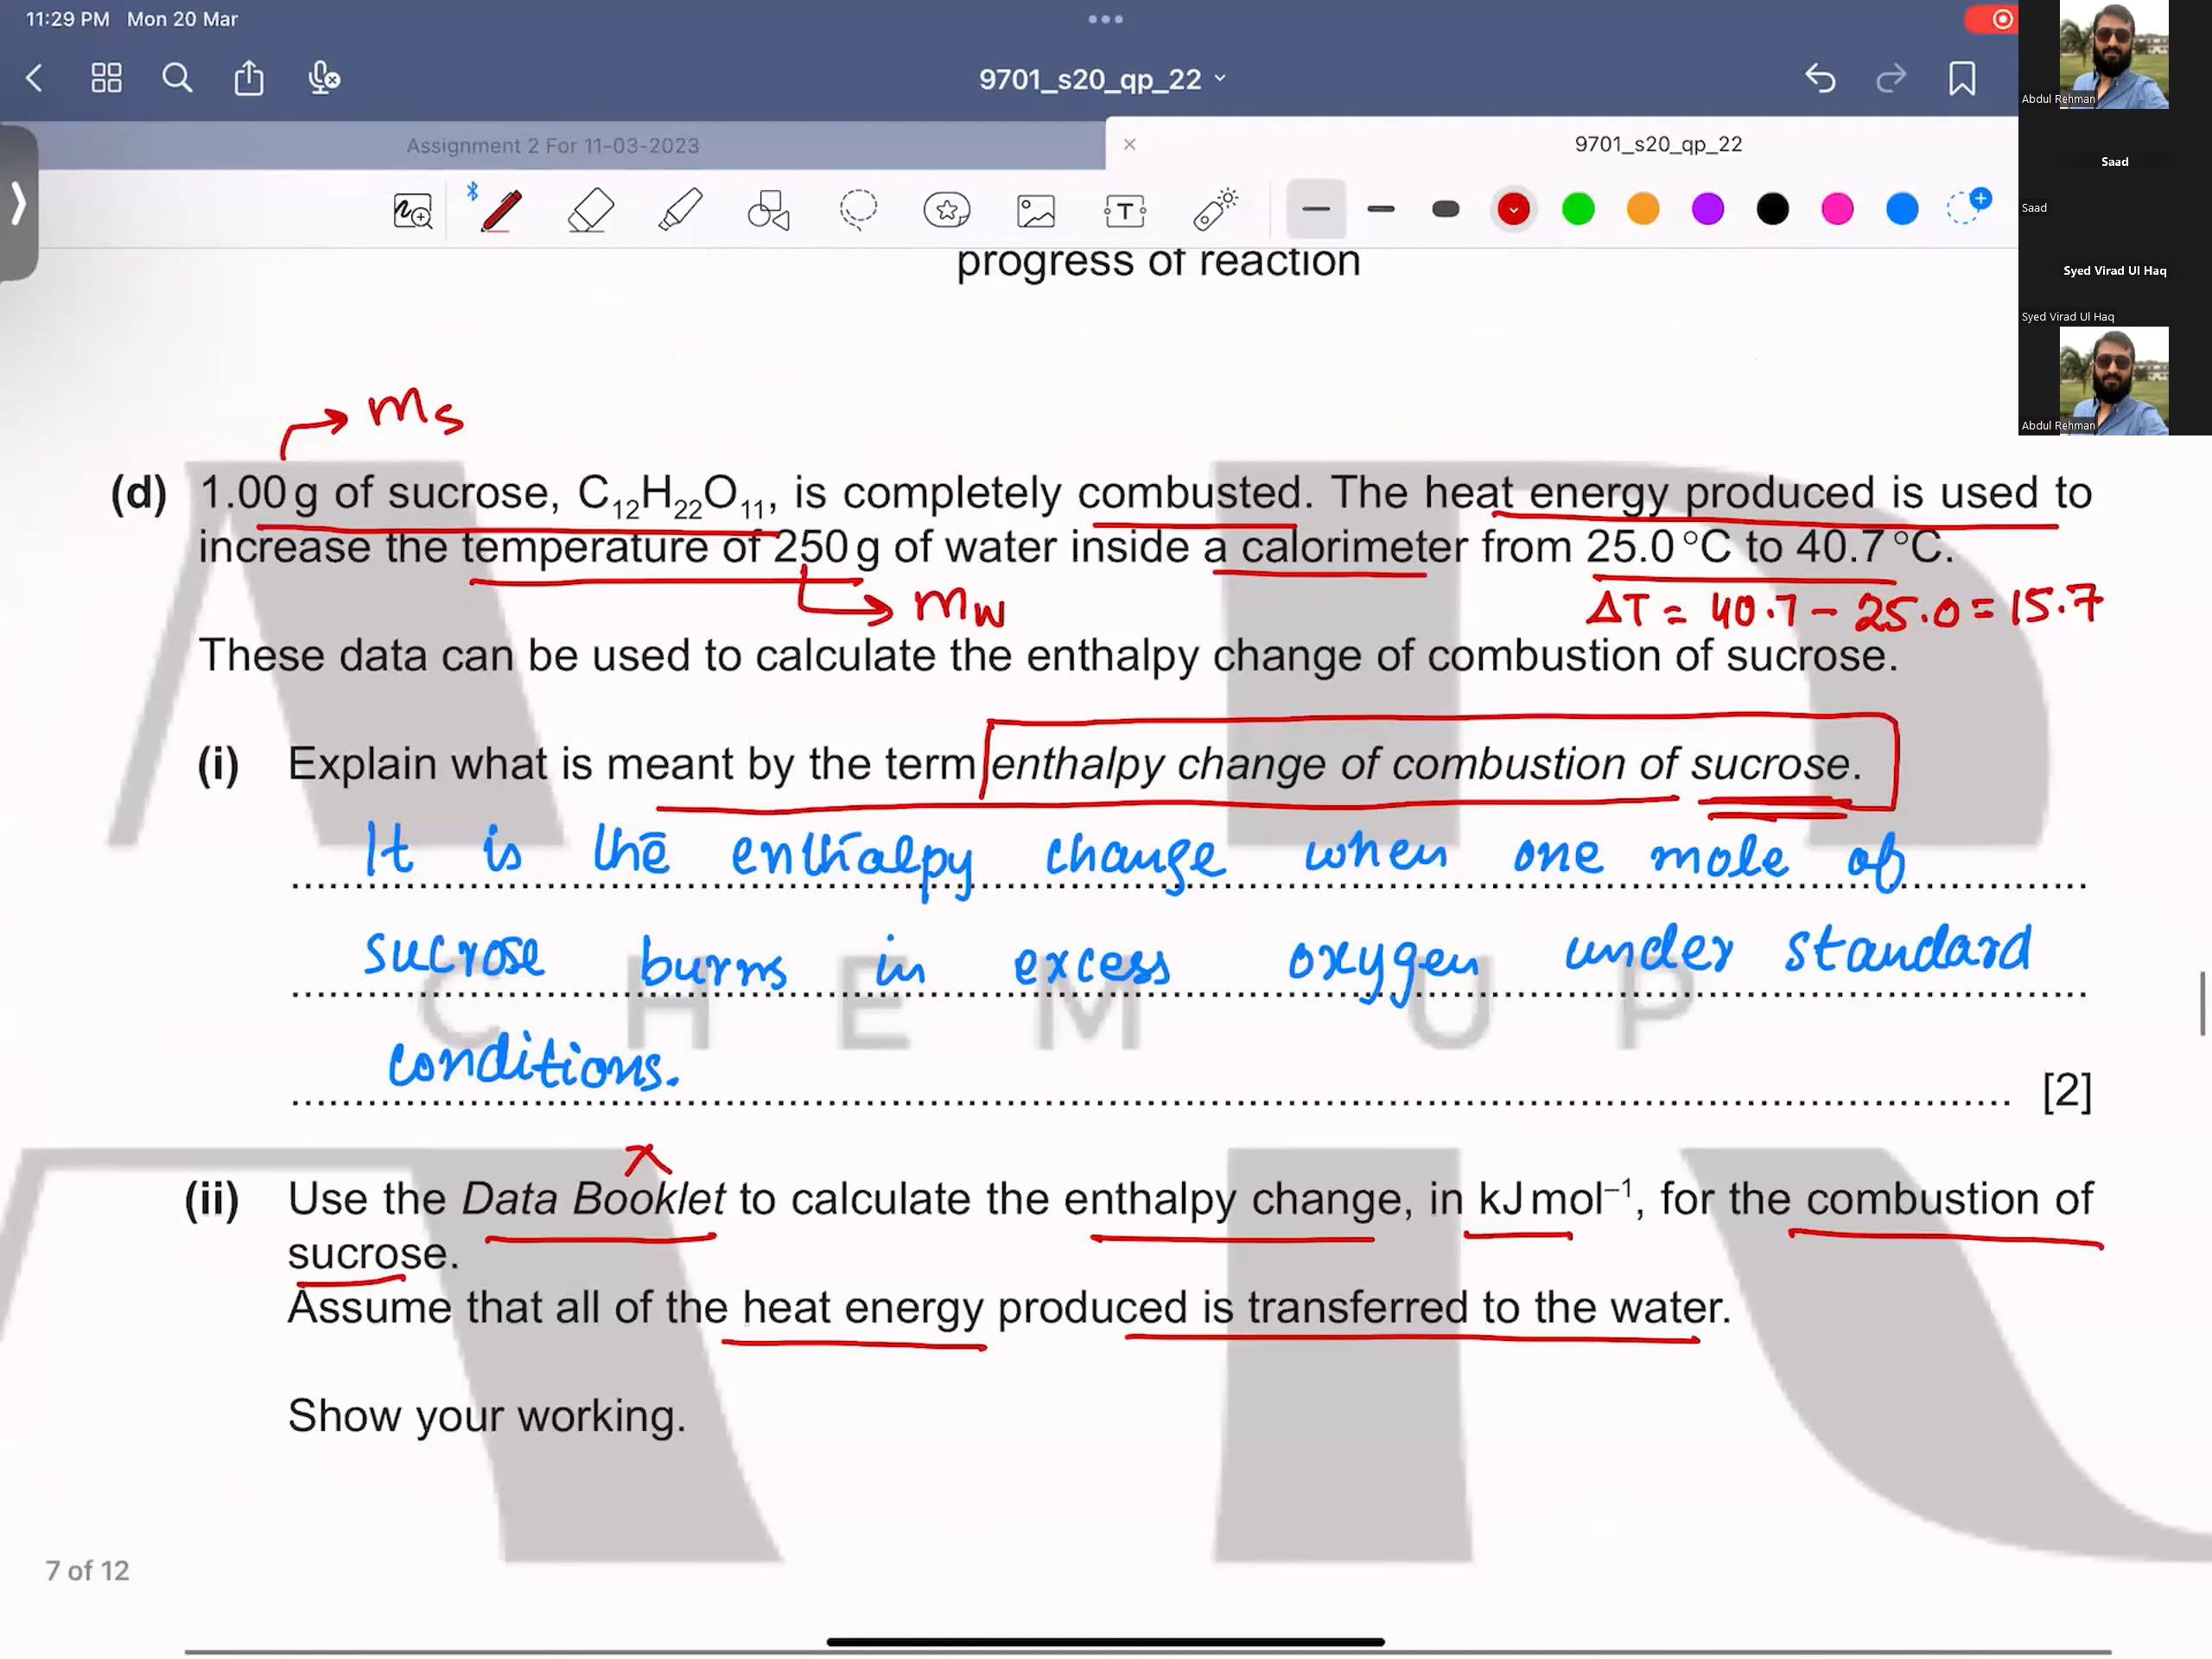 11:29 PM Mon 20 Mar
9701_s20_qp_22
Assignment 2 For 11-03-2023
9701_s20_qp_22
Abdul Rehman
Saad
Saad
Syed Virad Ul Haq
Syed Virad Ul Haq
Abdul Rehman
progress of reaction
ms
(d) 1.00 g of sucrose, C₁₂H₂₂O₁₁, is completely combusted. The heat energy produced is used to
increase the temperature of 250 g of water inside a calorimeter from 25.0 °C to 40.7 °C.
mw
ΔT = 40.7 - 25.0 = 15.7
These data can be used to calculate the enthalpy change of combustion of sucrose.
(i) Explain what is meant by the term enthalpy change of combustion of sucrose.
It is the enthalpy change when one mole of
sucrose burns in excess oxygen under standard
conditions.
[2]
CHEM UP
(ii) Use the Data Booklet to calculate the enthalpy change, in kJ mol⁻¹, for the combustion of
sucrose.
Assume that all of the heat energy produced is transferred to the water.
Show your working.
7 of 12